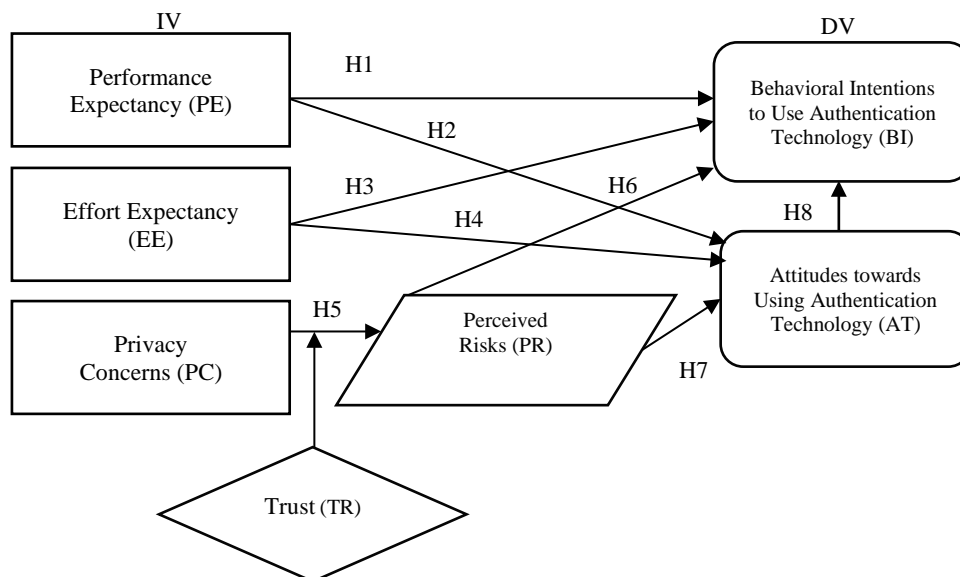 IV
DV
Performance
Expectancy (PE)
H1
Behavioral Intentions
to Use Authentication
Technology (BI)
H2
H3
H6
Effort Expectancy
(EE)
H4
H8
Attitudes towards
Using Authentication
Technology (AT)
H5
Privacy
Concerns (PC)
Perceived
Risks (PR)
H7
Trust (TR)